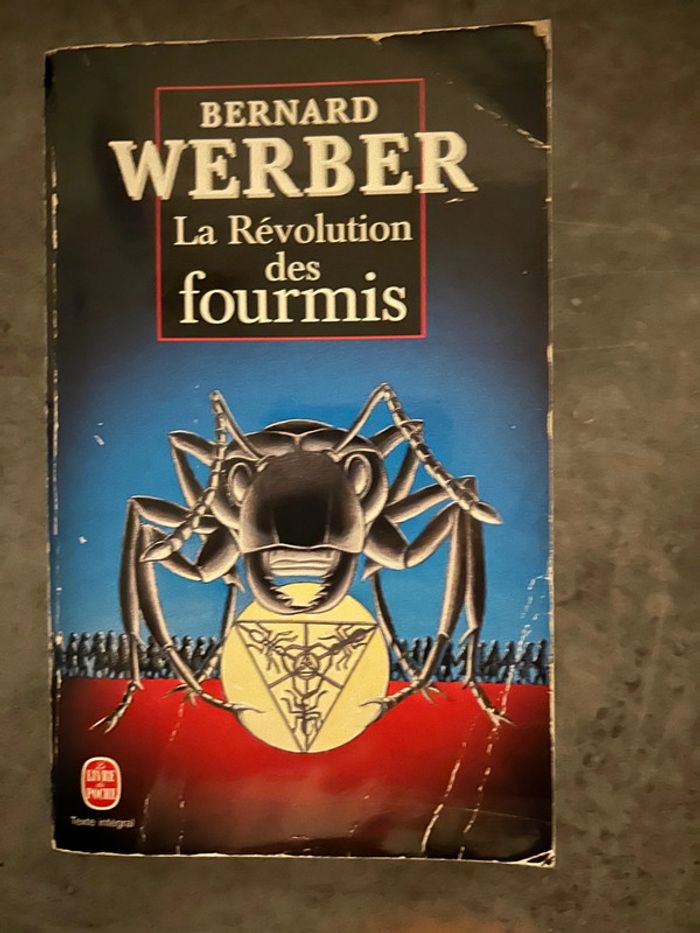 BERNARD
WERBER
La Révolution
des
fourmis
Le
LIVRE
de
POCHE
Texte intégral